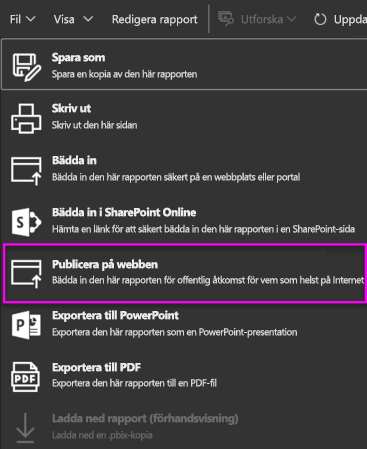 Fil Visa Redigera rapport Utforska Uppda
Spara som
Spara en kopia av den här rapporten
Skriv ut
Skriv ut den här sidan
Bädda in
Bädda in den här rapporten säkert på en webbplats eller portal
Bädda in i SharePoint Online
Hämta en länk för att säkert bädda in den här rapporten i en SharePoint-sida
Publicera på webben
Bädda in den här rapporten för offentlig åtkomst för vem som helst på Internet
Exportera till PowerPoint
Exportera den här rapporten som en PowerPoint-presentation
Exportera till PDF
Exportera den här rapporten till en PDF-fil
Ladda ned rapport (förhandsvisning)
Ladda ned en .pbix-kopia